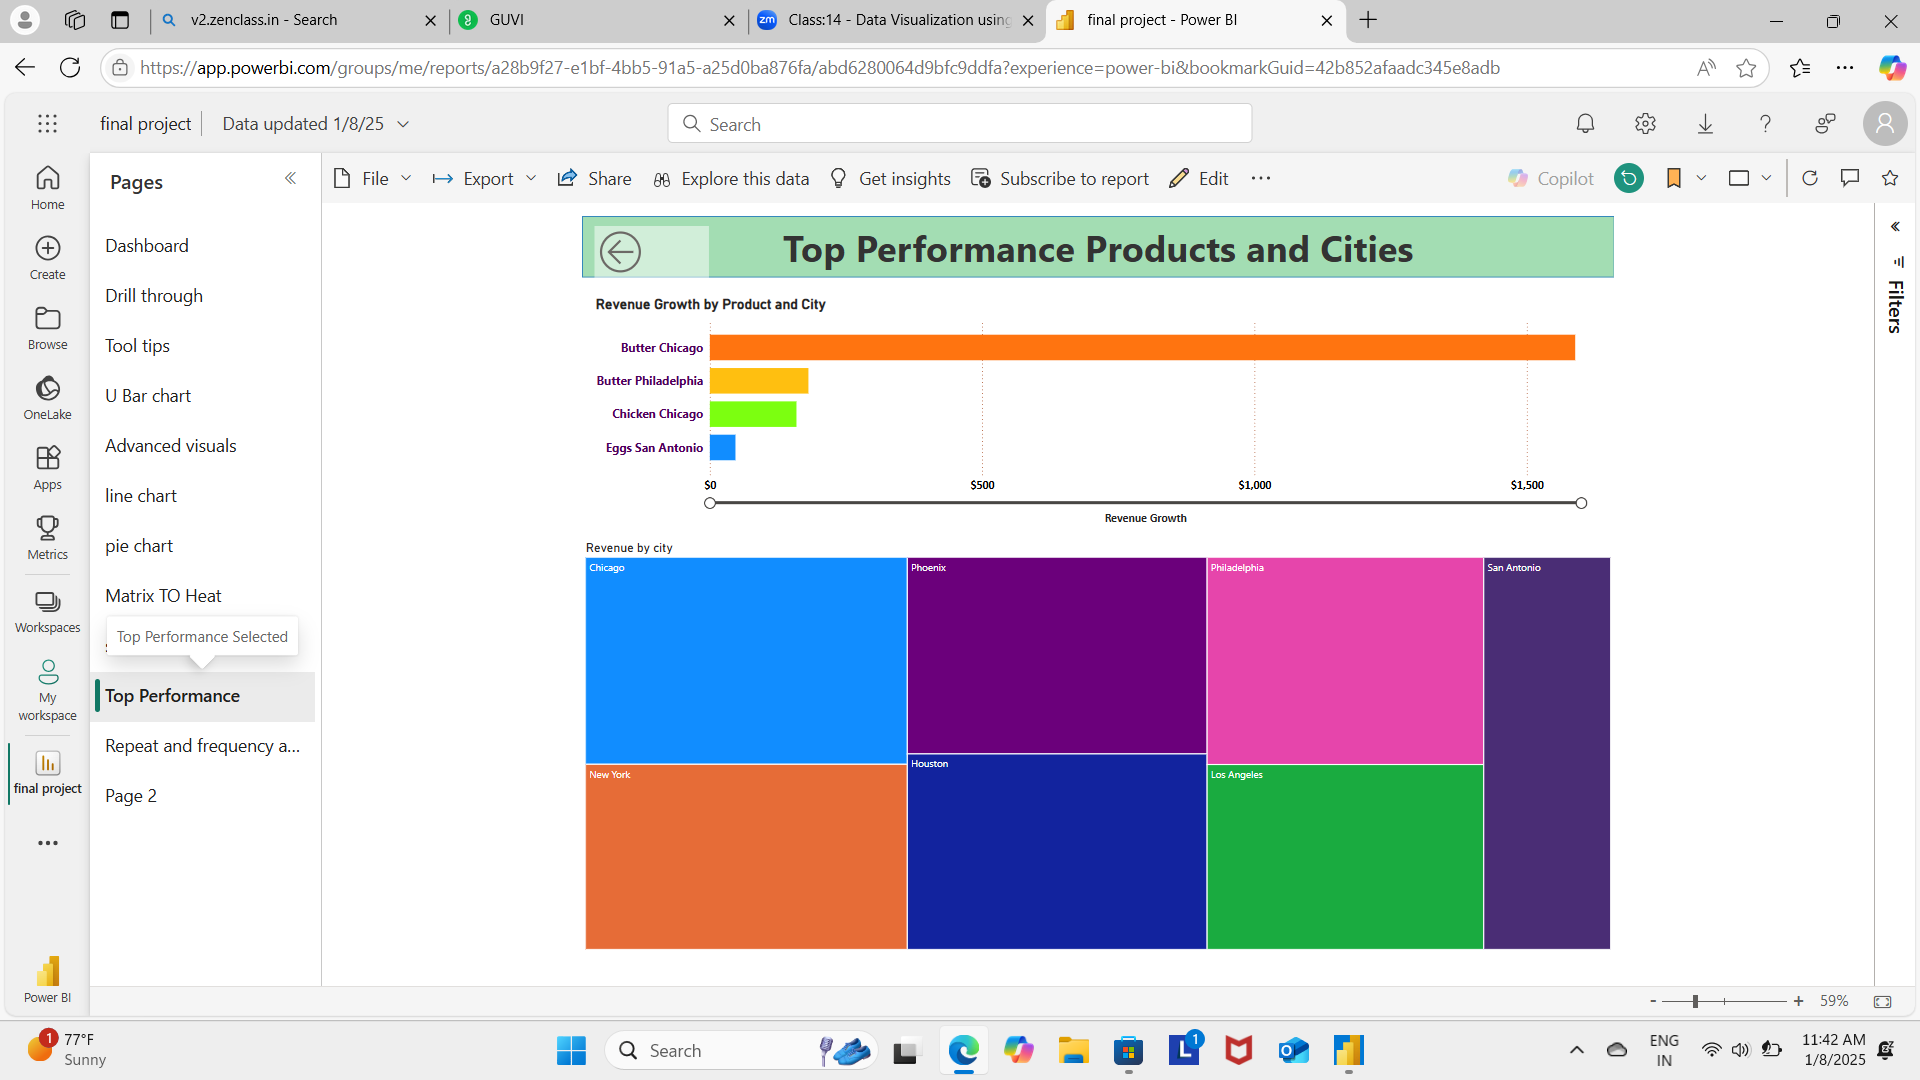 v2.zenclass.in - Search
GUVI
Class:14 - Data Visualization using
final project - Power BI
https://app.powerbi.com/groups/me/reports/a28b9f27-e1bf-4bb5-91a5-a25d0ba876fa/abd6280064d9bfc9ddfa?experience=power-bi&bookmarkGuid=42b852afaadc345e8adb
final project
Data updated 1/8/25
Search
Pages
File
Export
Share
Explore this data
Get insights
Subscribe to report
Edit
Copilot
Home
Create
Browse
OneLake
Apps
Metrics
Workspaces
My
workspace
final project
Power BI
Dashboard
Drill through
Tool tips
U Bar chart
Advanced visuals
line chart
pie chart
Matrix TO Heat
Top Performance Selected
Top Performance
Repeat and frequency a...
Page 2
Top Performance Products and Cities
Revenue Growth by Product and City
Butter Chicago
Butter Philadelphia
Chicken Chicago
Eggs San Antonio
$0 $500 $1,000 $1,500
Revenue Growth
Revenue by city
Chicago
Phoenix
Philadelphia
San Antonio
New York
Houston
Los Angeles
Filters
- + 59%
1
77°F
Sunny
Search
zm
L
1
ENG
IN
11:42 AM
1/8/2025